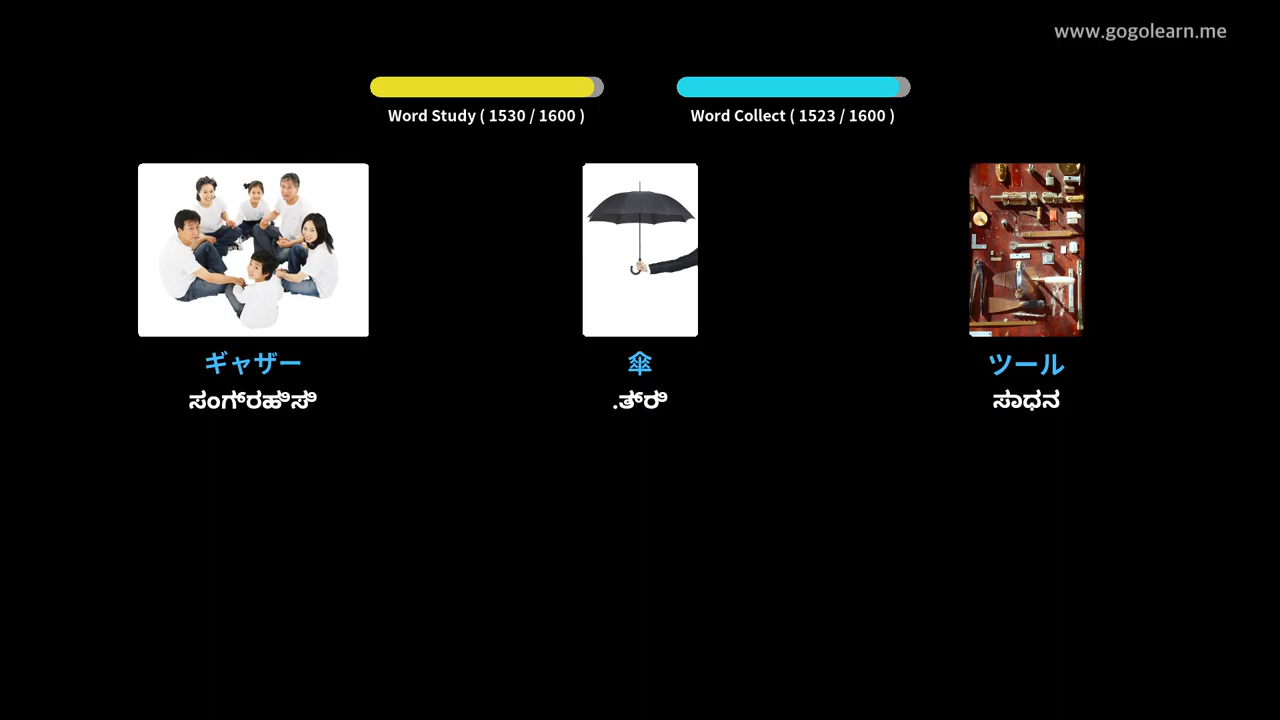 www.gogolearn.me
Word Study ( 1530 / 1600 )
Word Collect ( 1523 / 1600 )
ギャザー
ಸಂಗ್ರಹಿಸಿ
傘
.ತ್ರಿ
ツール
ಸಾಧನ